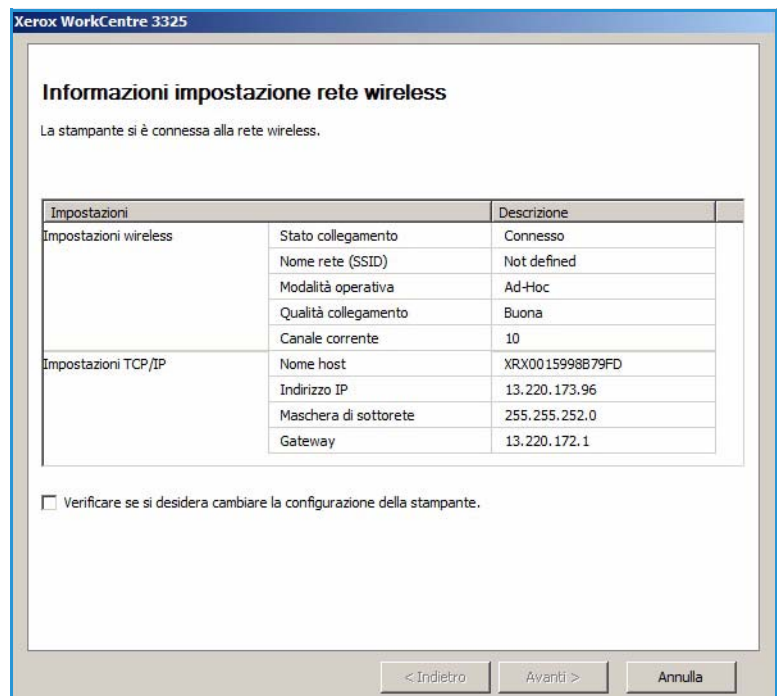 Xerox WorkCentre 3325
Informazioni impostazione rete wireless
La stampante si è connessa alla rete wireless.
Impostazioni Descrizione
Impostazioni wireless Stato collegamento Connesso
Nome rete (SSID) Not defined
Modalità operativa Ad-Hoc
Qualità collegamento Buona
Canale corrente 10
Impostazioni TCP/IP Nome host XRX0015998B79FD
Indirizzo IP 13.220.173.96
Maschera di sottorete 255.255.252.0
Gateway 13.220.172.1
Verificare se si desidera cambiare la configurazione della stampante.
< Indietro Avanti > Annulla